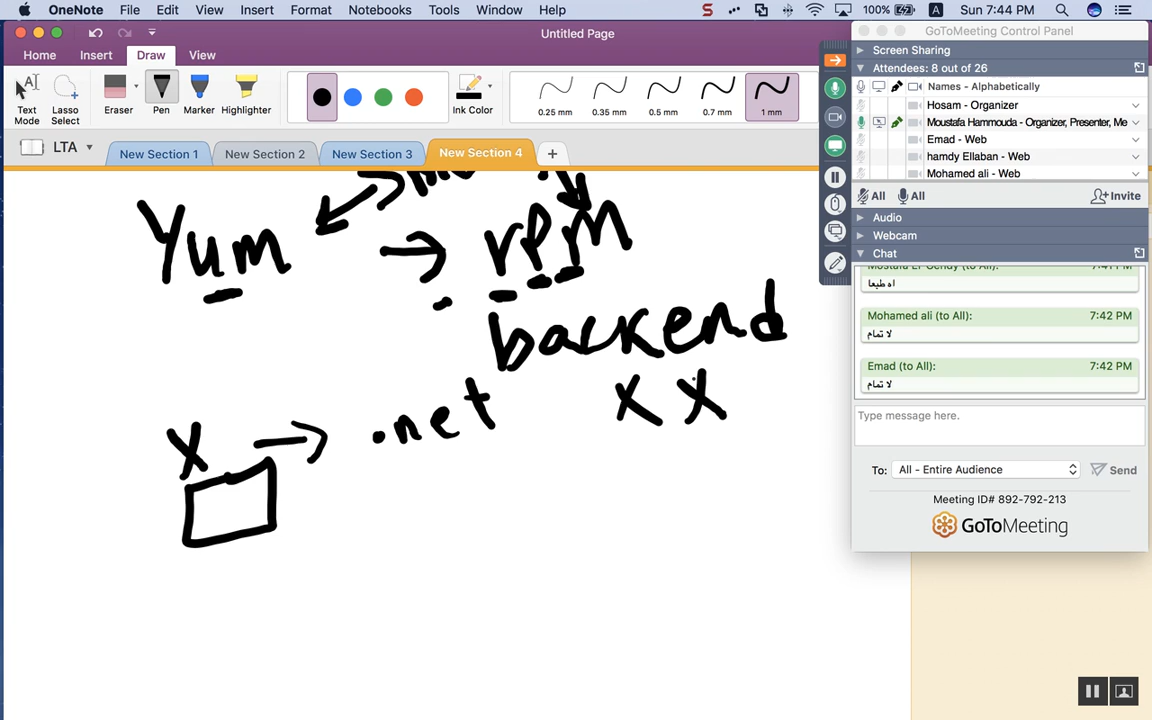 OneNote File Edit View Insert Format Notebooks Tools Window Help 100% A Sun 7:44 PM
Untitled Page
Home Insert Draw View
Text Mode Lasso Select Eraser Pen Marker Highlighter Ink Color 0.25 mm 0.35 mm 0.5 mm 0.7 mm 1 mm
LTA New Section 1 New Section 2 New Section 3 New Section 4 +
Yum → rpm
backend
X X
X → .net
GoToMeeting Control Panel
Screen Sharing
Attendees: 8 out of 26
Names - Alphabetically
Hosam - Organizer
Moustafa Hammouda - Organizer, Presenter, Me
Emad - Web
hamdy Ellaban - Web
Mohamed ali - Web
All All Invite
Audio
Webcam
Chat
اه طبعا
Mohamed ali (to All): 7:42 PM
لا تمام
Emad (to All): 7:42 PM
لا تمام
Type message here.
To: All - Entire Audience Send
Meeting ID# 892-792-213
GoToMeeting